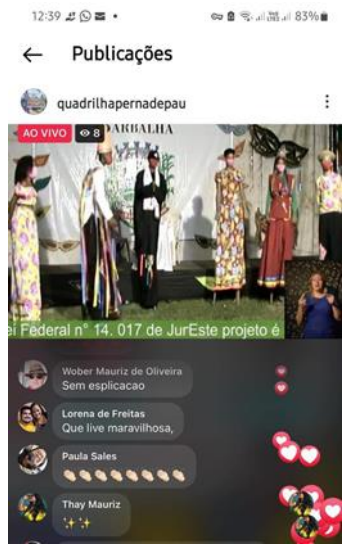 12:39
83%
← Publicações
quadrilhapernadepau
AO VIVO 8
ARBALHA
ei Federal n° 14. 017 de JurEste projeto é
Wober Mauriz de Oliveira
Sem esplicacao
Lorena de Freitas
Que live maravilhosa,
Paula Sales
👏🏻👏🏻👏🏻👏🏻👏🏻👏🏻👏🏻👏🏻
Thay Mauriz
✨✨